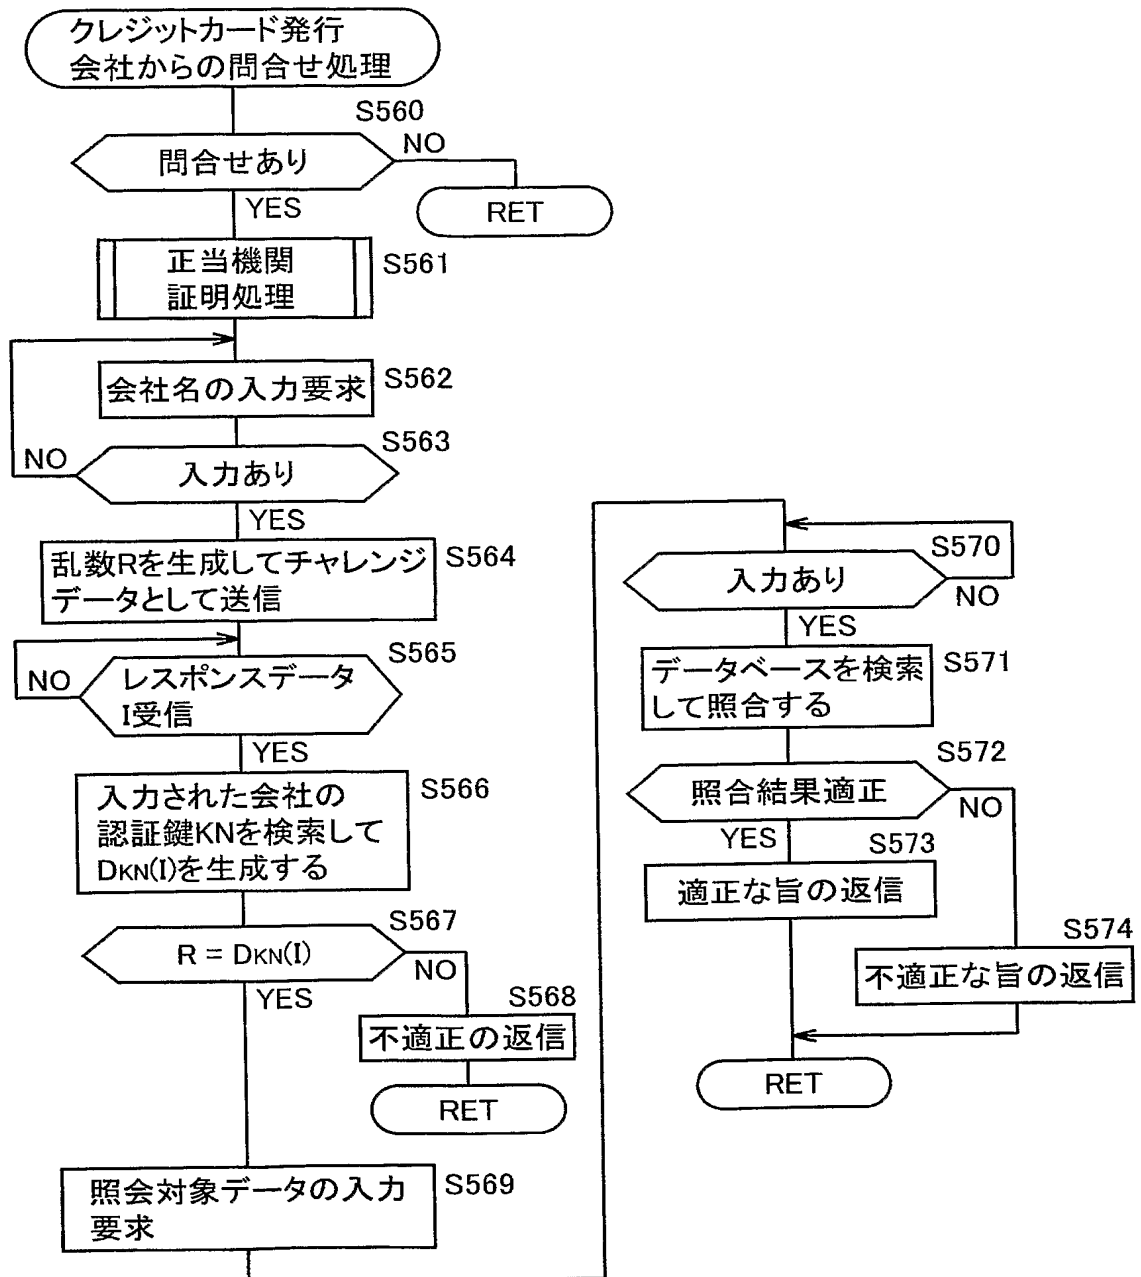 クレジットカード発行
会社からの問合せ処理
S560
問合せあり
NO
RET
YES
正当機関
証明処理
S561
会社名の入力要求
S562
S563
入力あり
NO
YES
乱数Rを生成してチャレンジ
データとして送信
S564
S565
レスポンスデータ
I受信
NO
YES
入力された会社の
認証鍵KNを検索して
DKN(I)を生成する
S566
S567
R = DKN(I)
NO
YES
S568
不適正の返信
RET
照会対象データの入力
要求
S569
S570
入力あり
NO
YES
データベースを検索
して照合する
S571
S572
照合結果適正
NO
YES
S573
適正な旨の返信
S574
不適正な旨の返信
RET